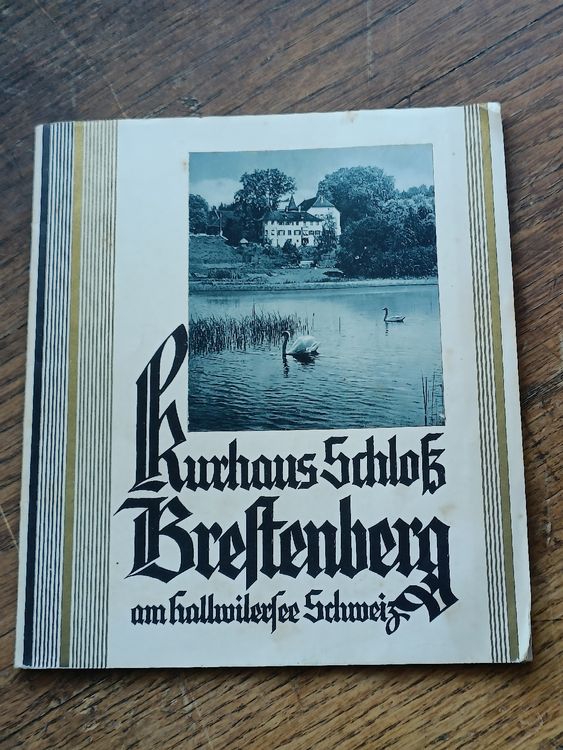 Kurhaus Schloß
Brestenberg
am Hallwilersee Schweiz